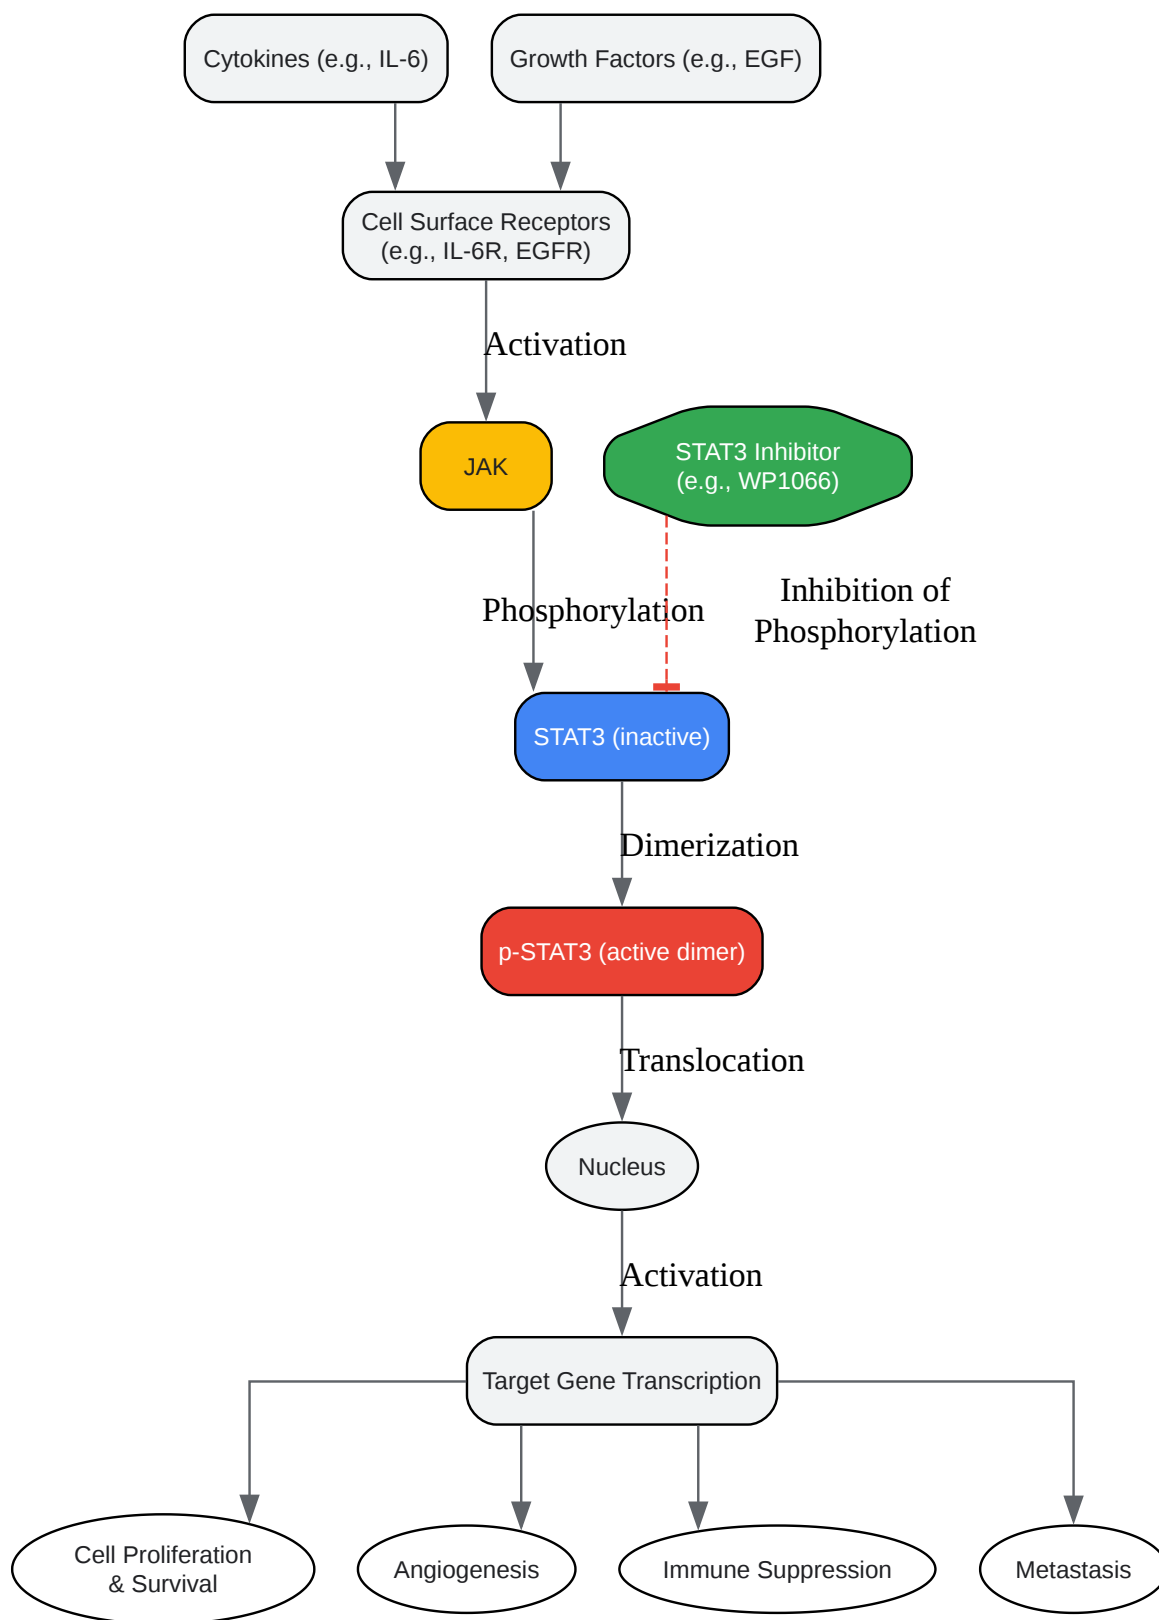 Cytokines (e.g., IL-6)
Growth Factors (e.g., EGF)
Cell Surface Receptors
(e.g., IL-6R, EGFR)
Activation
JAK
STAT3 Inhibitor
(e.g., WP1066)
Phosphorylation
Inhibition of
Phosphorylation
STAT3 (inactive)
Dimerization
p-STAT3 (active dimer)
Translocation
Nucleus
Activation
Target Gene Transcription
Cell Proliferation
& Survival
Angiogenesis
Immune Suppression
Metastasis